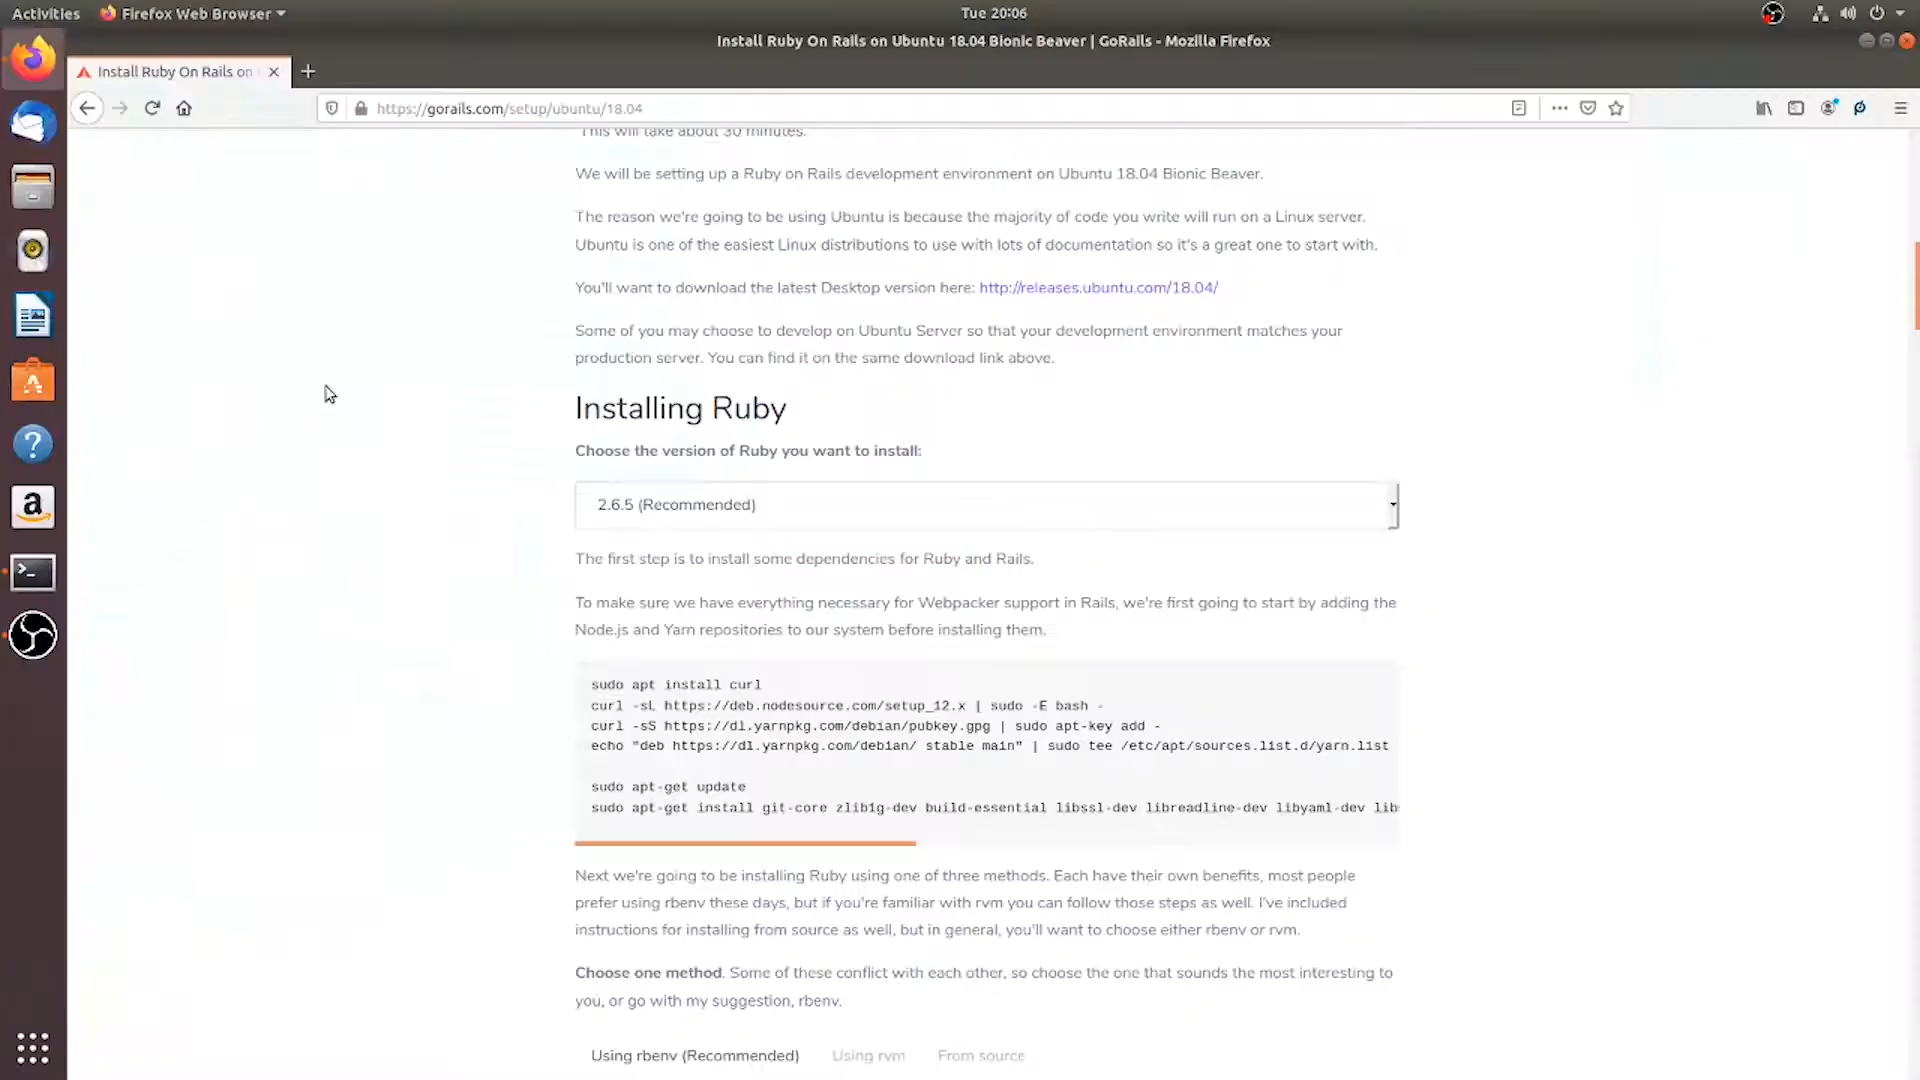 Activities Firefox Web Browser Tue 20:06
Install Ruby On Rails on Ubuntu 18.04 Bionic Beaver | GoRails - Mozilla Firefox
Install Ruby On Rails on
https://gorails.com/setup/ubuntu/18.04
This will take about 30 minutes.
We will be setting up a Ruby on Rails development environment on Ubuntu 18.04 Bionic Beaver.
The reason we're going to be using Ubuntu is because the majority of code you write will run on a Linux server.
Ubuntu is one of the easiest Linux distributions to use with lots of documentation so it's a great one to start with.
You'll want to download the latest Desktop version here: http://releases.ubuntu.com/18.04/
Some of you may choose to develop on Ubuntu Server so that your development environment matches your
production server. You can find it on the same download link above.
Installing Ruby
Choose the version of Ruby you want to install:
2.6.5 (Recommended)
The first step is to install some dependencies for Ruby and Rails.
To make sure we have everything necessary for Webpacker support in Rails, we're first going to start by adding the
Node.js and Yarn repositories to our system before installing them.
sudo apt install curl
curl -sL https://deb.nodesource.com/setup_12.x | sudo -E bash -
curl -sS https://dl.yarnpkg.com/debian/pubkey.gpg | sudo apt-key add -
echo "deb https://dl.yarnpkg.com/debian/ stable main" | sudo tee /etc/apt/sources.list.d/yarn.list
sudo apt-get update
sudo apt-get install git-core zlib1g-dev build-essential libssl-dev libreadline-dev libyaml-dev lib
Next we're going to be installing Ruby using one of three methods. Each have their own benefits, most people
prefer using rbenv these days, but if you're familiar with rvm you can follow those steps as well. I've included
instructions for installing from source as well, but in general, you'll want to choose either rbenv or rvm.
Choose one method. Some of these conflict with each other, so choose the one that sounds the most interesting to
you, or go with my suggestion, rbenv.
Using rbenv (Recommended) Using rvm From source